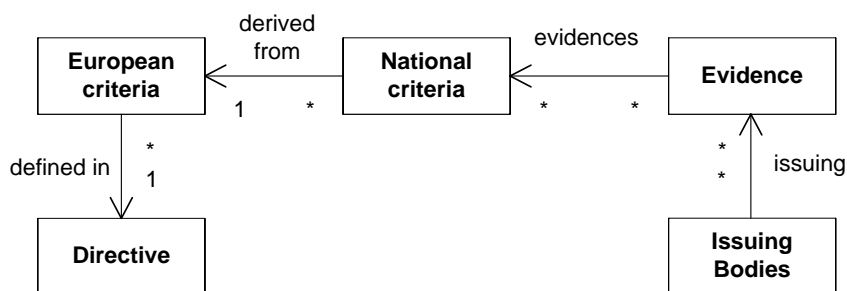 derived
from
evidences
European
criteria
National
criteria
Evidence
1
*
*
*
defined in
*
1
*
*
issuing
Directive
Issuing
Bodies